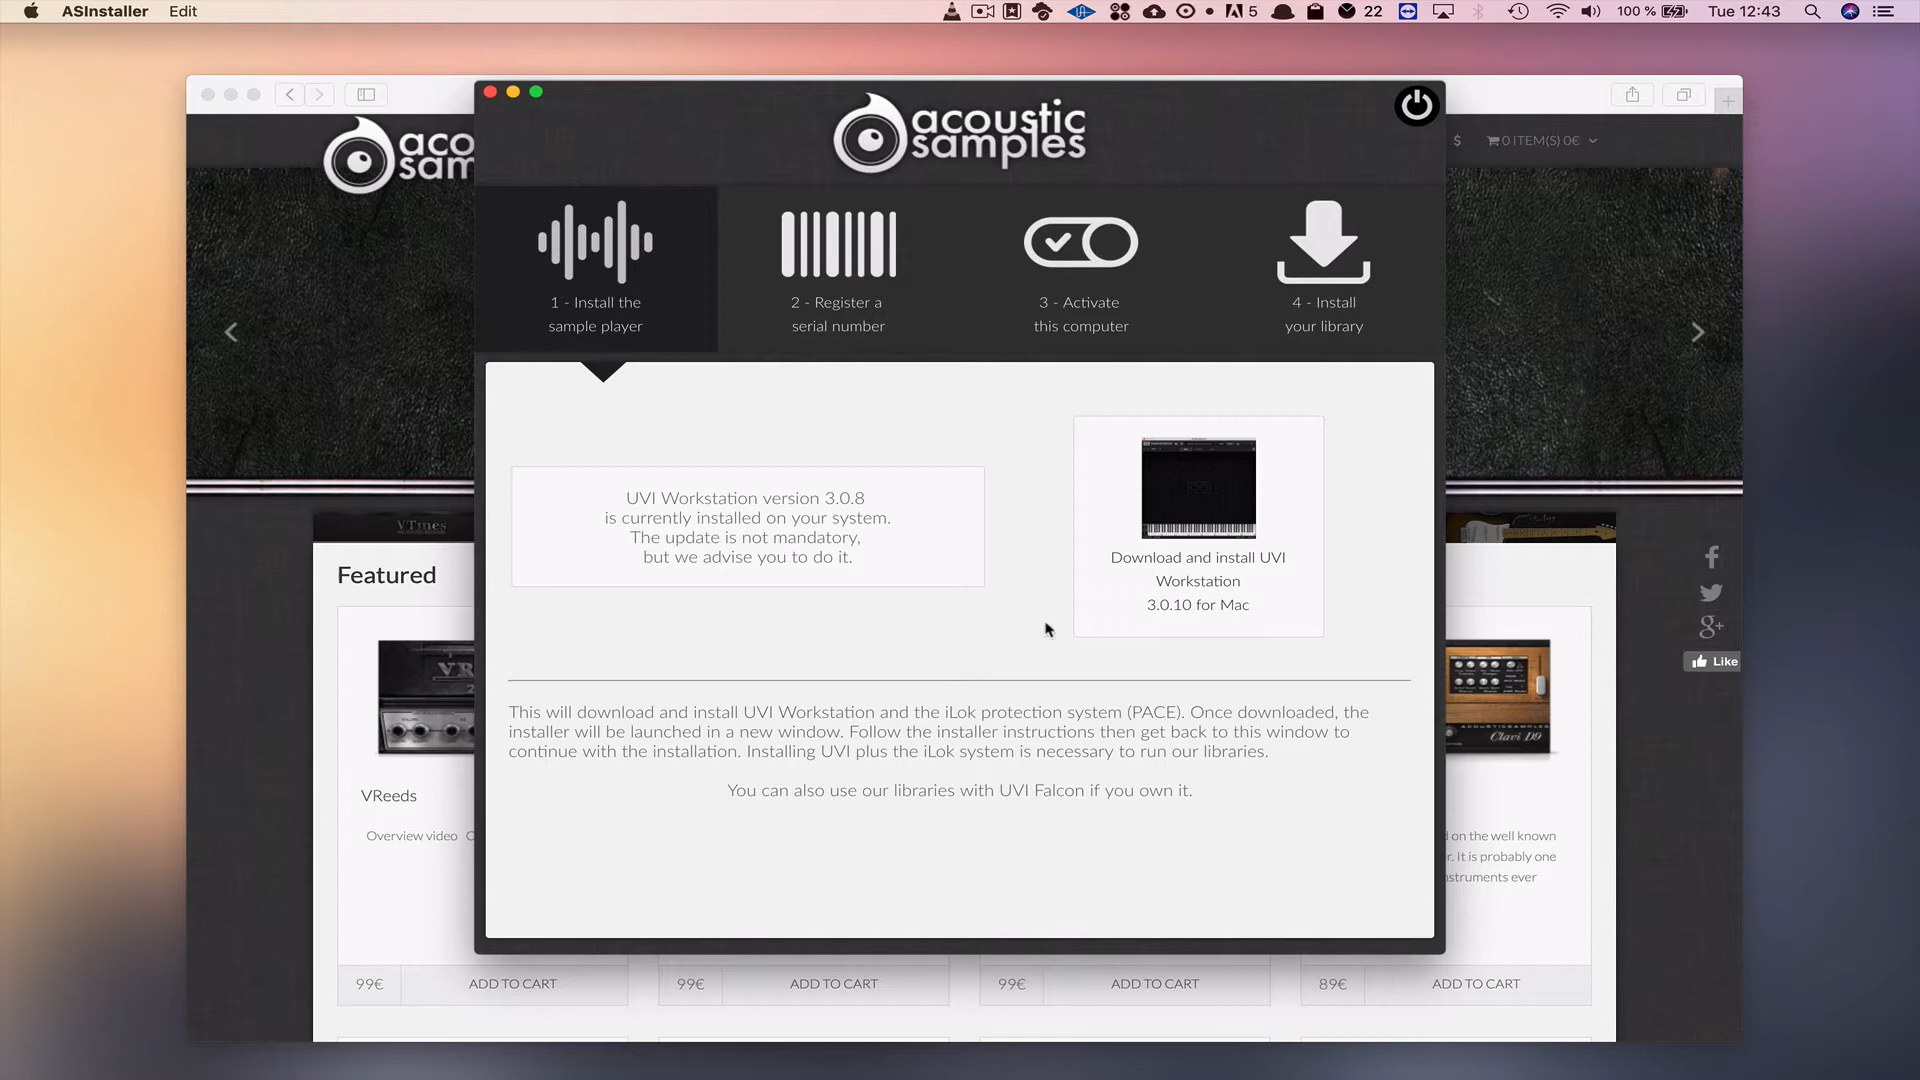 ASInstaller Edit 5 22 100 % Tue 12:43
acoustic
samples
aco
sam
$ 0 ITEM(S) 0€
1 - Install the
sample player
2 - Register a
serial number
3 - Activate
this computer
4 - Install
your library
UVI Workstation version 3.0.8
is currently installed on your system.
The update is not mandatory,
but we advise you to do it.
Download and install UVI
Workstation
3.0.10 for Mac
This will download and install UVI Workstation and the iLok protection system (PACE). Once downloaded, the
installer will be launched in a new window. Follow the installer instructions then get back to this window to
continue with the installation. Installing UVI plus the iLok system is necessary to run our libraries.
You can also use our libraries with UVI Falcon if you own it.
VTines
Featured
VR
2
Clavi D9
Like
VReeds
Overview video
d on the well known
r. It is probably one
nstruments ever
99€ ADD TO CART
99€ ADD TO CART
99€ ADD TO CART
89€ ADD TO CART